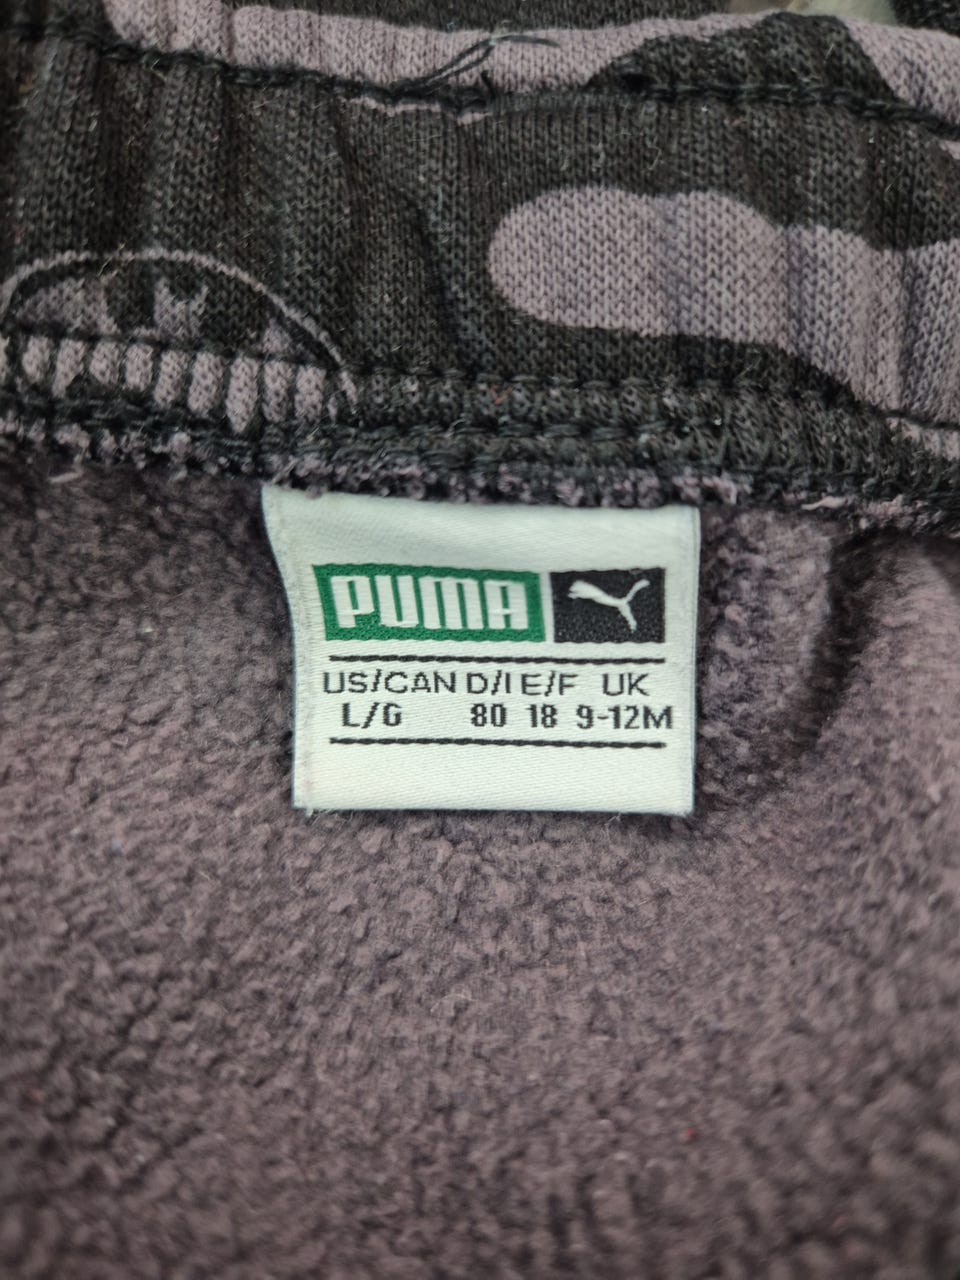 PUMA
US/CAN D/I E/F UK
L/G 80 18 9-12M